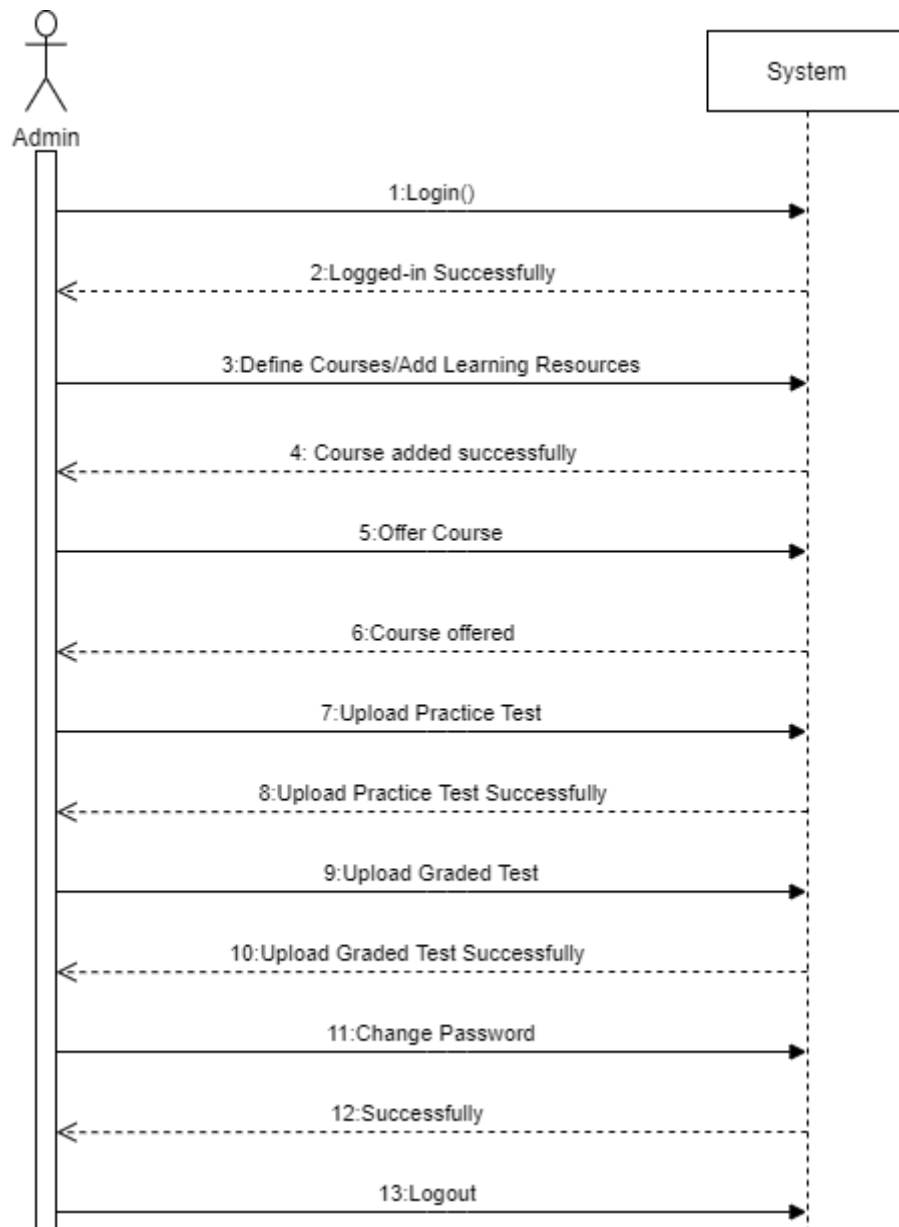 System
Admin
1:Login()
2:Logged-in Successfully
3:Define Courses/Add Learning Resources
4: Course added successfully
5:Offer Course
6:Course offered
7:Upload Practice Test
8:Upload Practice Test Successfully
9:Upload Graded Test
10:Upload Graded Test Successfully
11:Change Password
12:Successfully
13:Logout